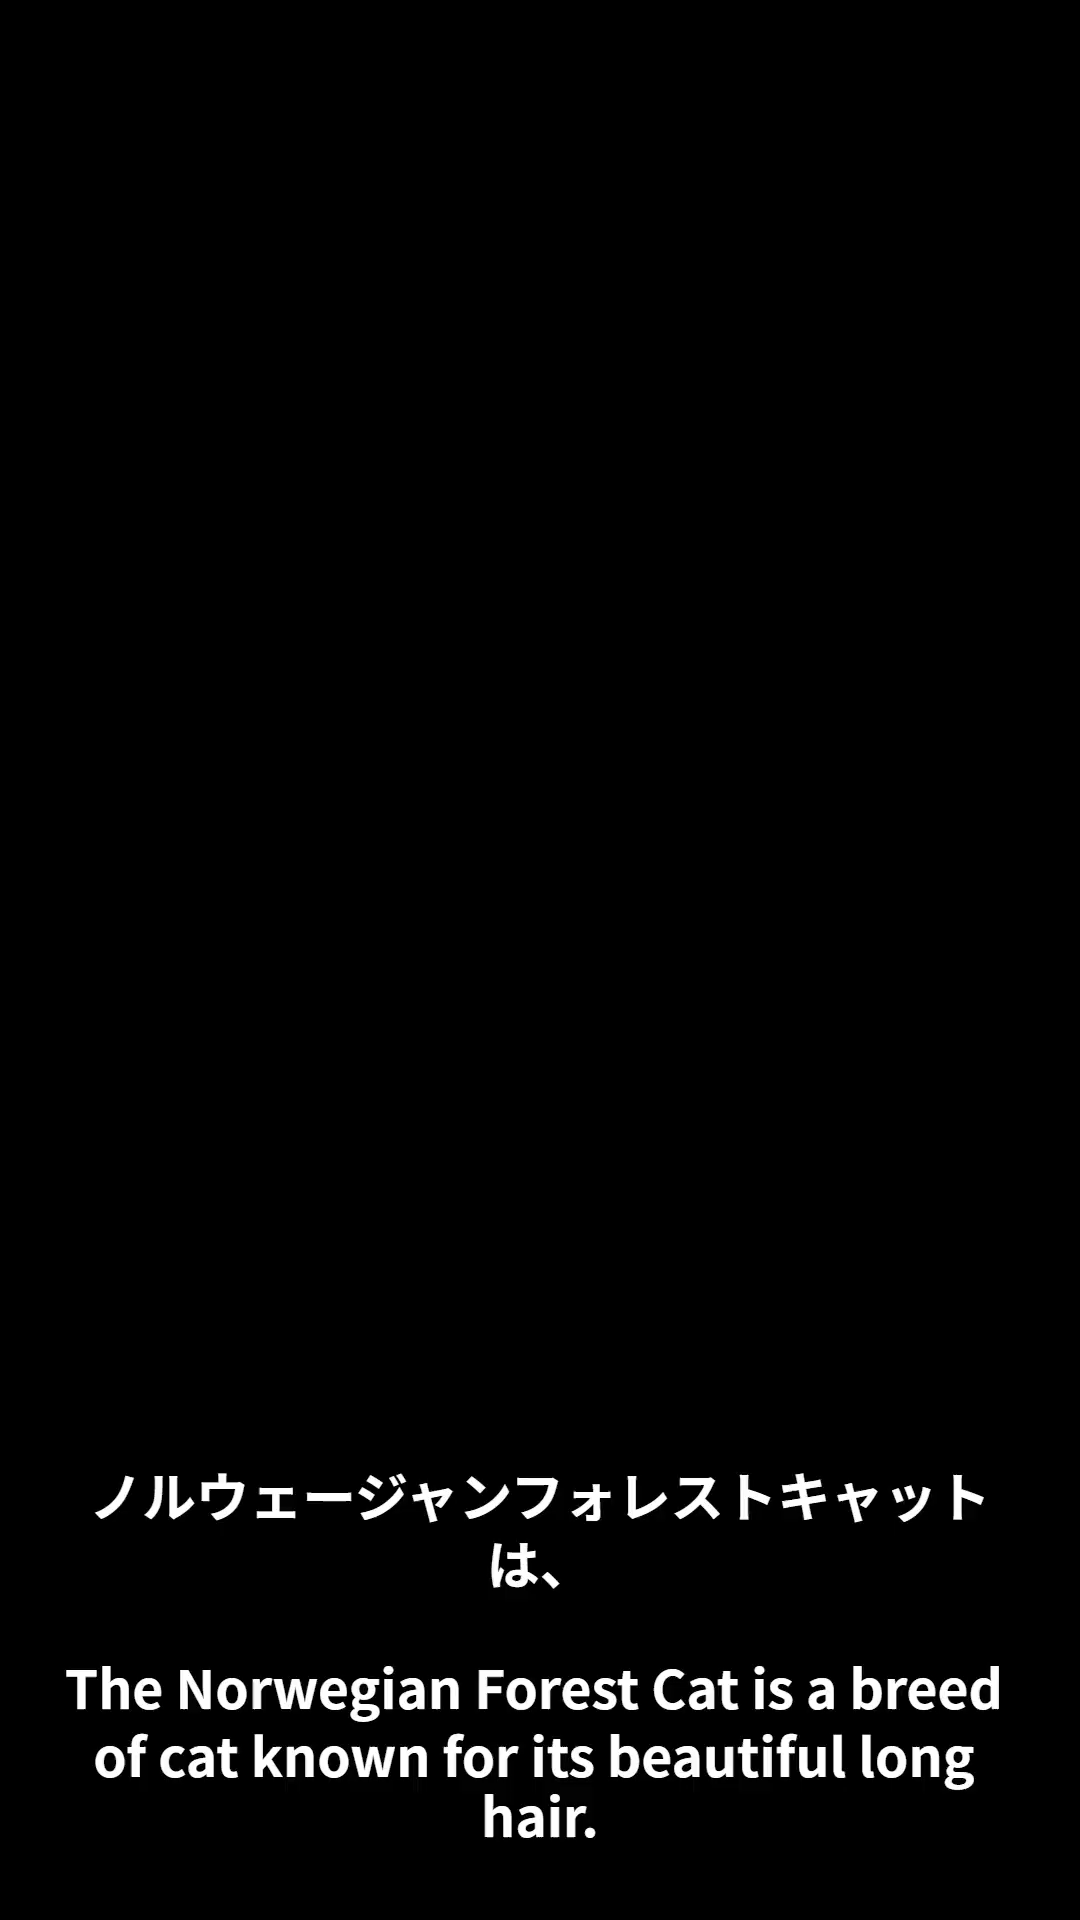 ノルウェージャンフォレストキャット
は、
The Norwegian Forest Cat is a breed
of cat known for its beautiful long
hair.